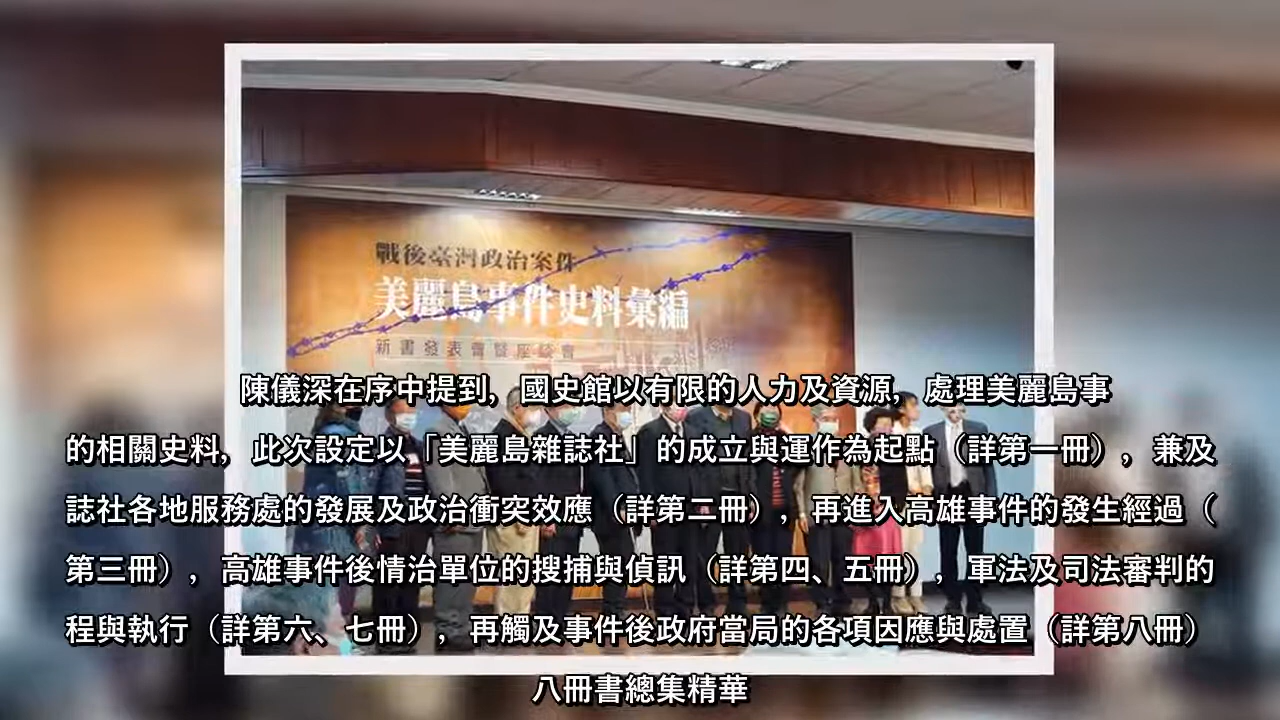 戰後臺灣政治案件
美麗島事件史料彙編
新書發表會暨座談會
陳儀深在序中提到，國史館以有限的人力及資源，處理美麗島事
的相關史料，此次設定以「美麗島雜誌社」的成立與運作為起點（詳第一冊），兼及
誌社各地服務處的發展及政治衝突效應（詳第二冊），再進入高雄事件的發生經過（
第三冊），高雄事件後情治單位的搜捕與偵訊（詳第四、五冊），軍法及司法審判的
程與執行（詳第六、七冊），再觸及事件後政府當局的各項因應與處置（詳第八冊）
八冊書總集精華